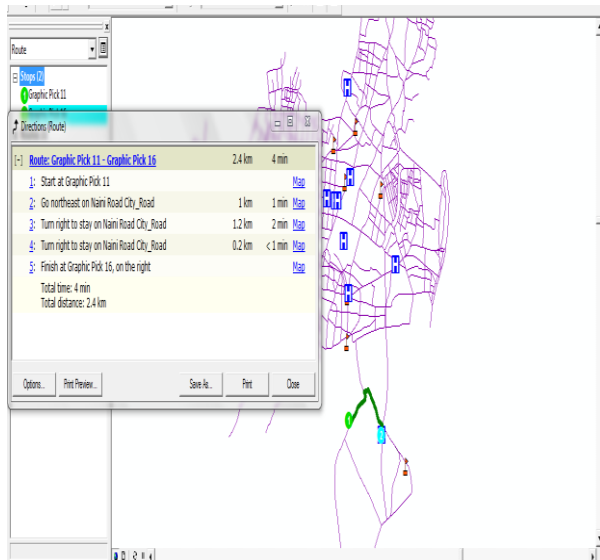 Route
Stops (2)
1 Graphic Pick 11
Directions (Route)
[-] Route: Graphic Pick 11 - Graphic Pick 16 2.4 km 4 min
1: Start at Graphic Pick 11 Map
2: Go northeast on Naini Road City_Road 1 km 1 min Map
3: Turn right to stay on Naini Road City_Road 1.2 km 2 min Map
4: Turn right to stay on Naini Road City_Road 0.2 km < 1 min Map
5: Finish at Graphic Pick 16, on the right Map
Total time: 4 min
Total distance: 2.4 km
Options... Print Preview... Save As... Print Close
H
H
H H
H
H
H
1